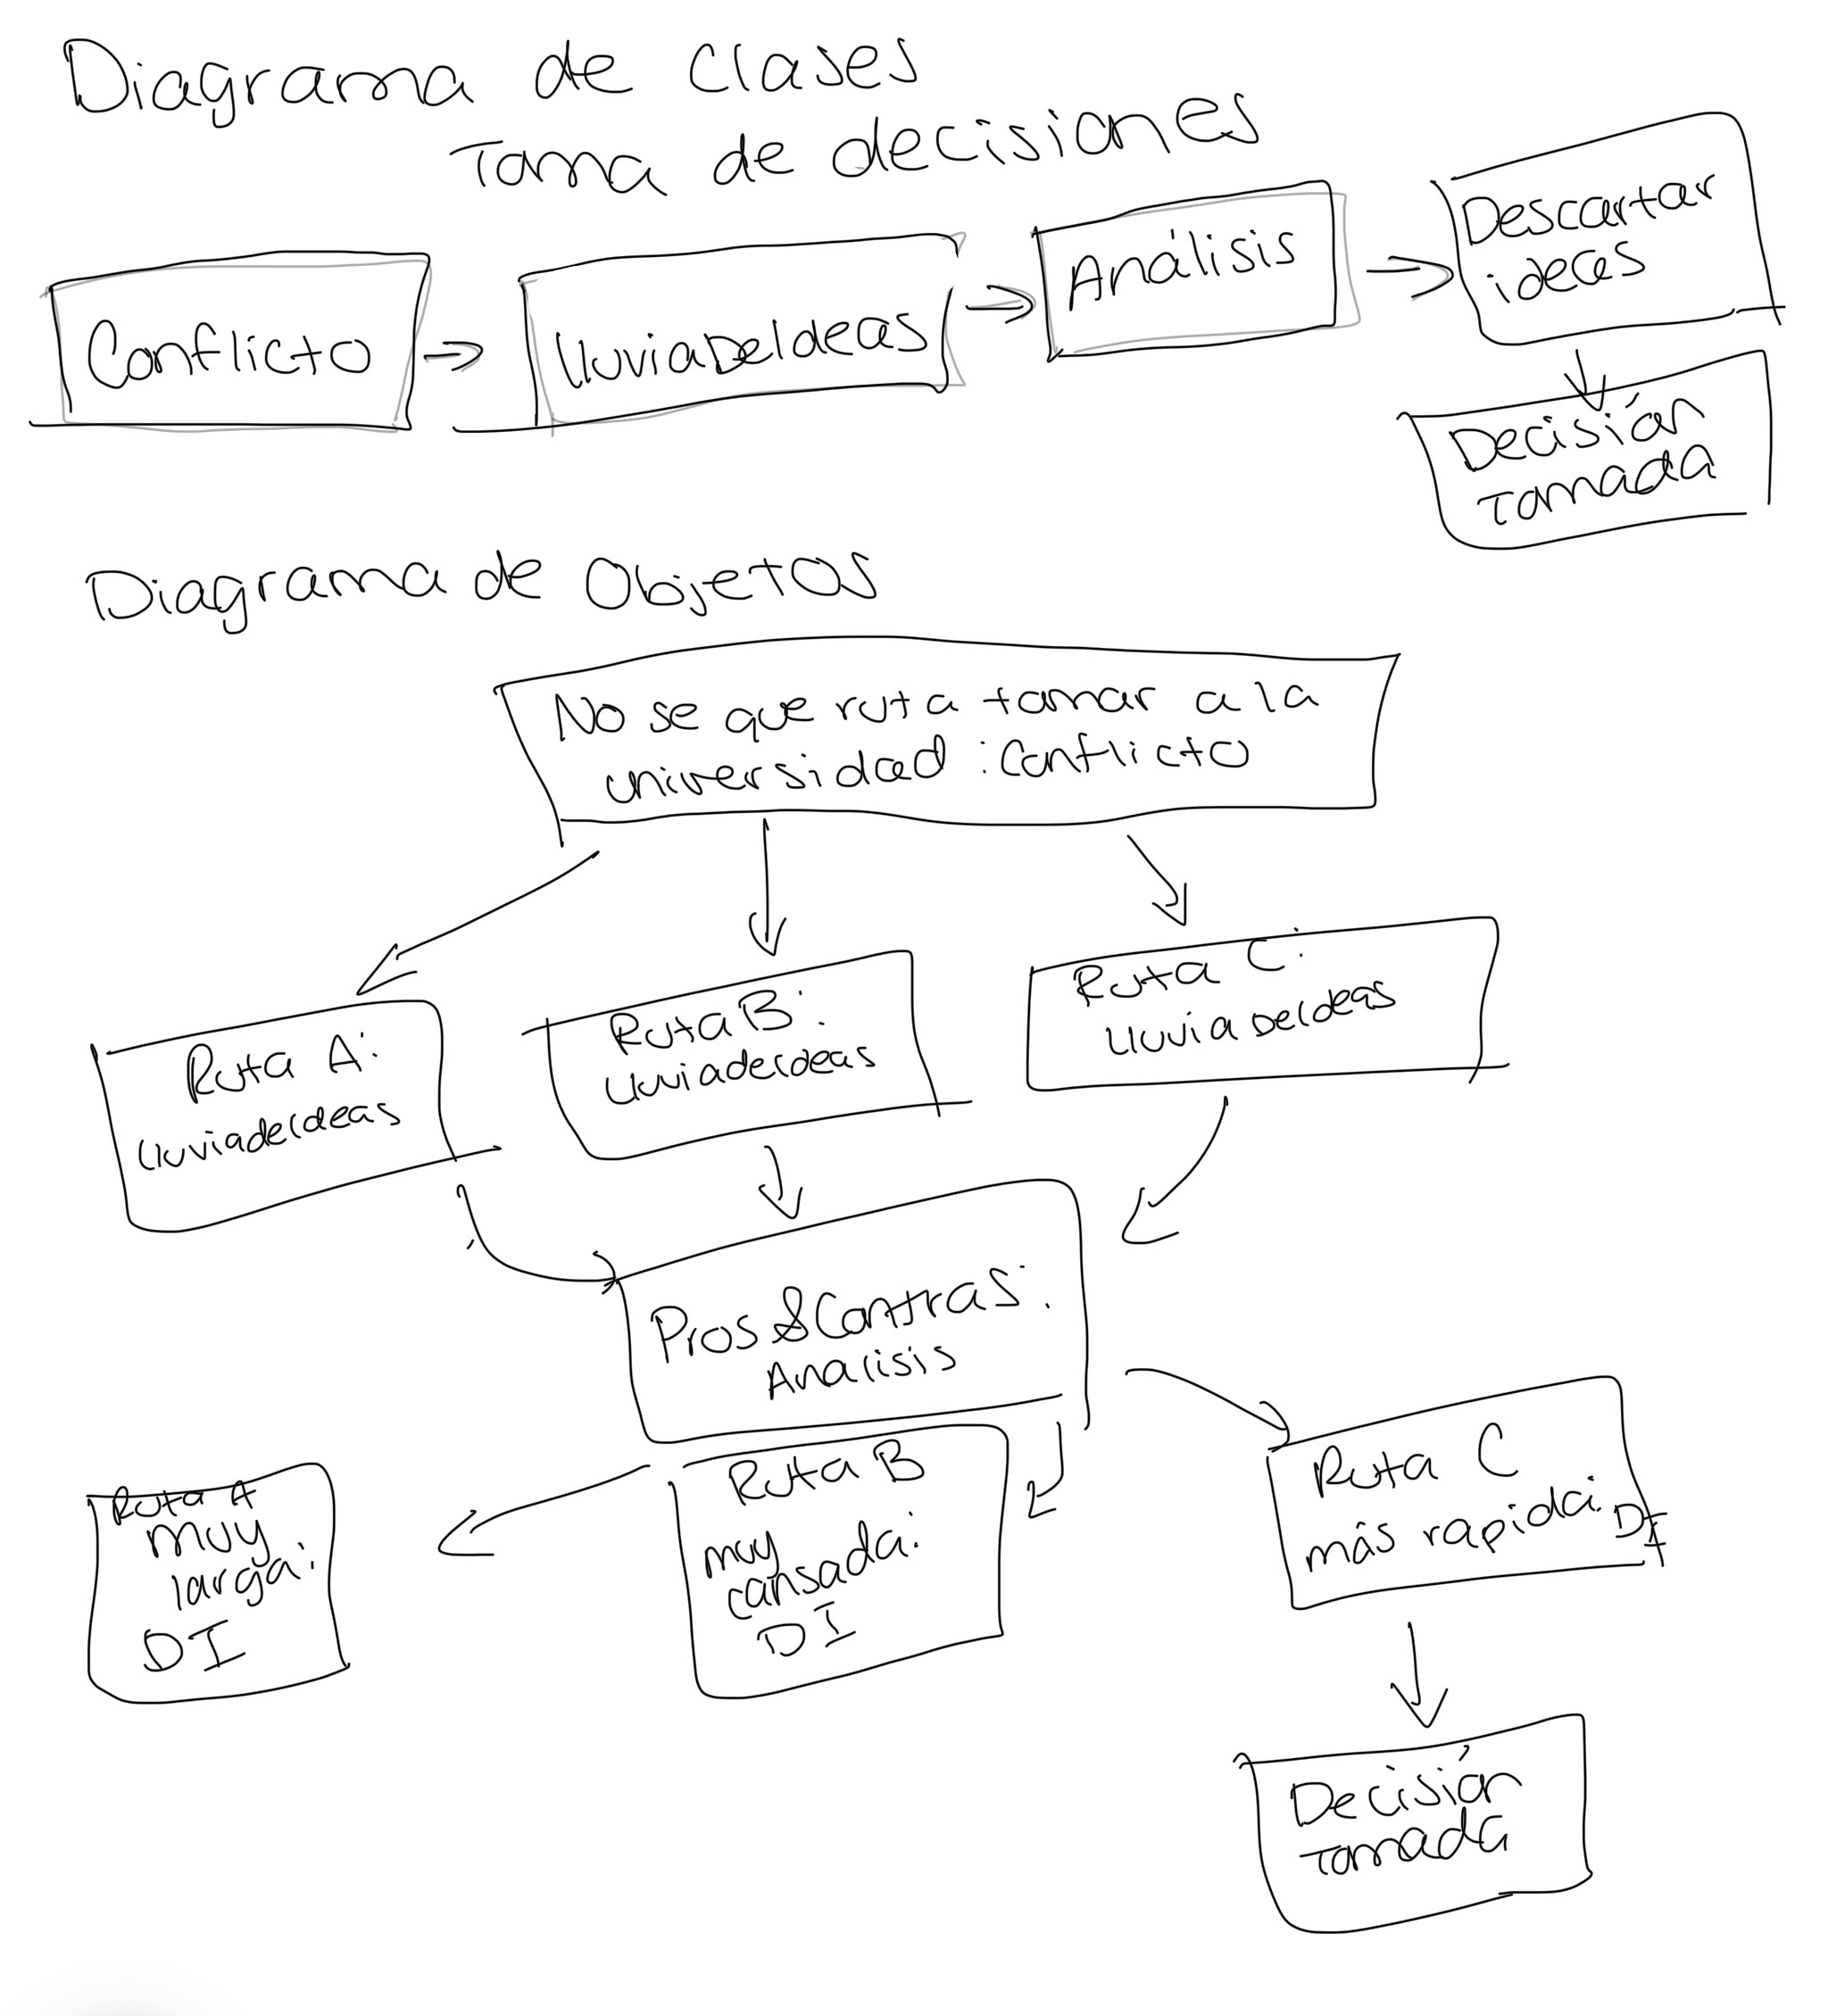 Diagrama de clases
Toma de decisiones
Conflicto
lluviaDeIdeas
Análisis
Descartar
ideas
Decisión
Tomada
Diagrama de Objetos
No se que ruta tomar a la
universidad : Conflicto
Ruta A:
lluviadeIdeas
Ruta B:
lluviadeideas
Ruta C:
lluviaDeIdeas
Pros&Contras:
Analisis
Ruta A
muy
larga:
DI
Ruta B
muy
cansada:
DI
Ruta C
más rapida: DI
Decisión
Tomada